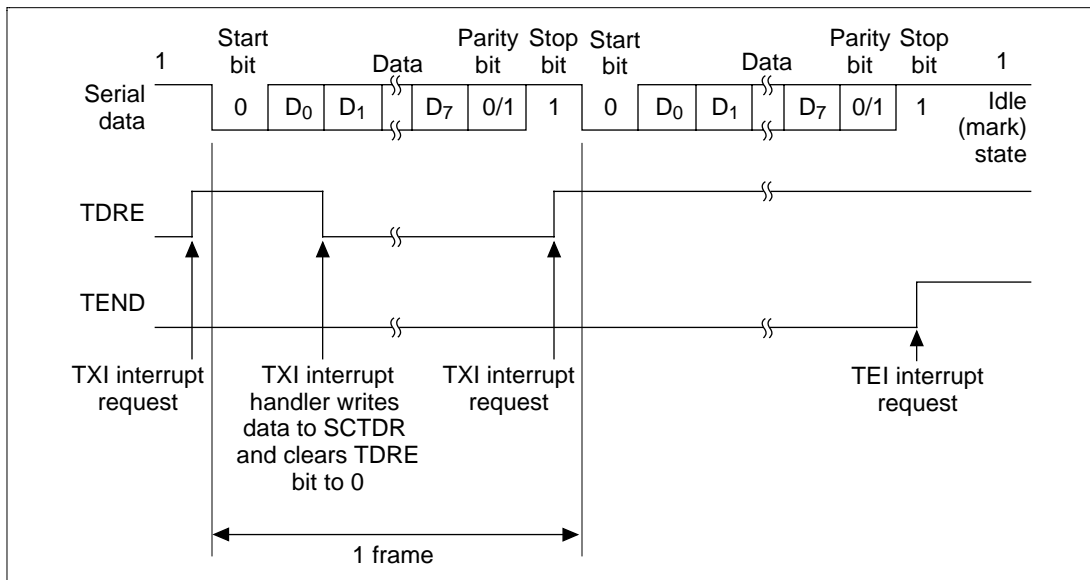 Start bit
Parity bit
Stop bit
Start bit
Parity bit
Stop bit
1
Data
Data
1
Serial data
0
D0
D1
D7
0/1
1
0
D0
D1
D7
0/1
1
Idle (mark) state
TDRE
TEND
TXI interrupt request
TXI interrupt handler writes data to SCTDR and clears TDRE bit to 0
TXI interrupt request
TEI interrupt request
1 frame